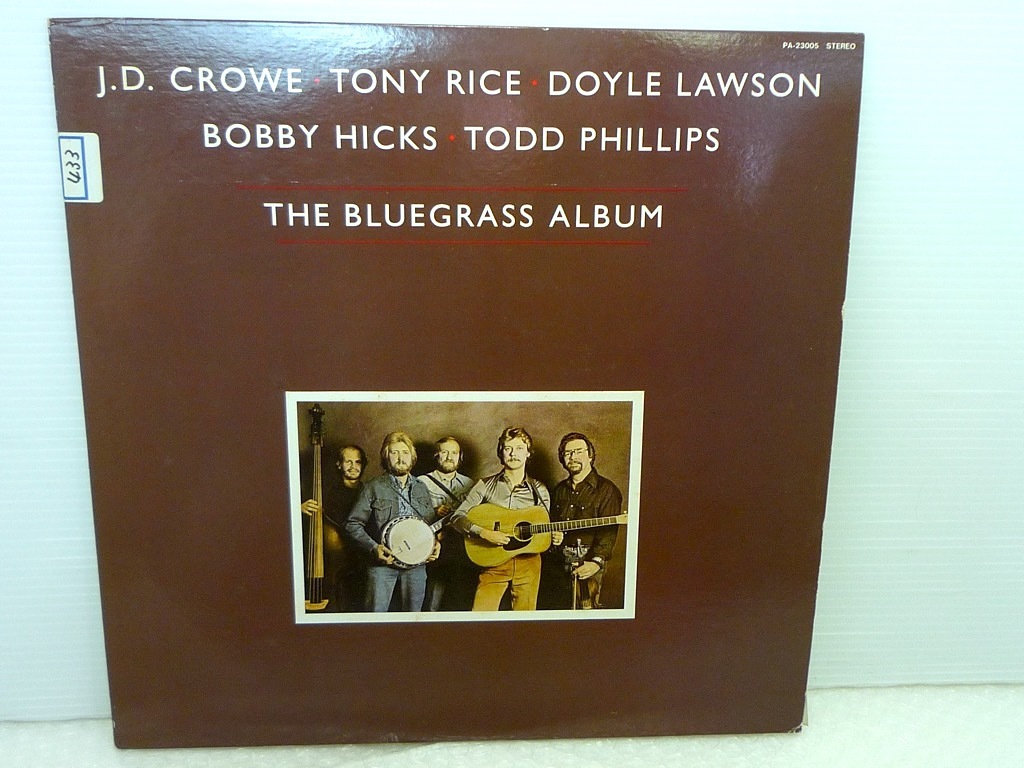 PA-23005 STEREO
J.D. CROWE · TONY RICE · DOYLE LAWSON
BOBBY HICKS · TODD PHILLIPS
433
THE BLUEGRASS ALBUM